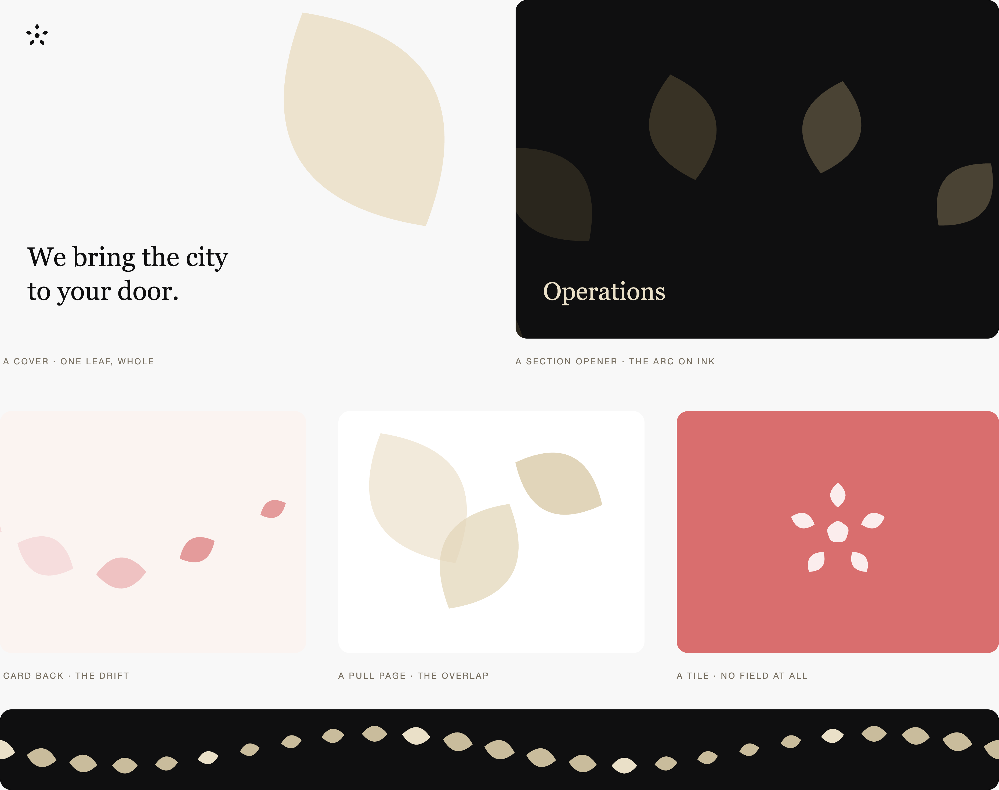 We bring the city
to your door.
Operations
A COVER · ONE LEAF, WHOLE
A SECTION OPENER · THE ARC ON INK
CARD BACK · THE DRIFT
A PULL PAGE · THE OVERLAP
A TILE · NO FIELD AT ALL